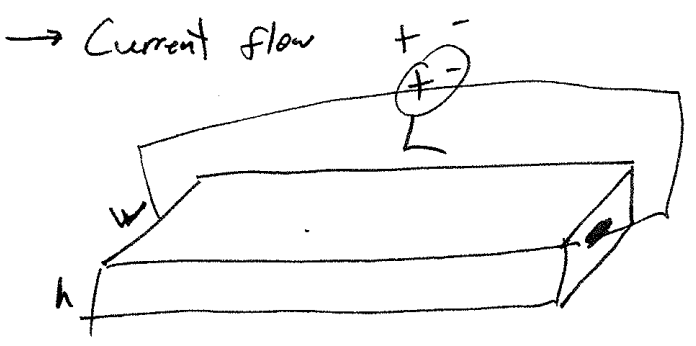 → Current flow
+ -
+ -
L
w
h